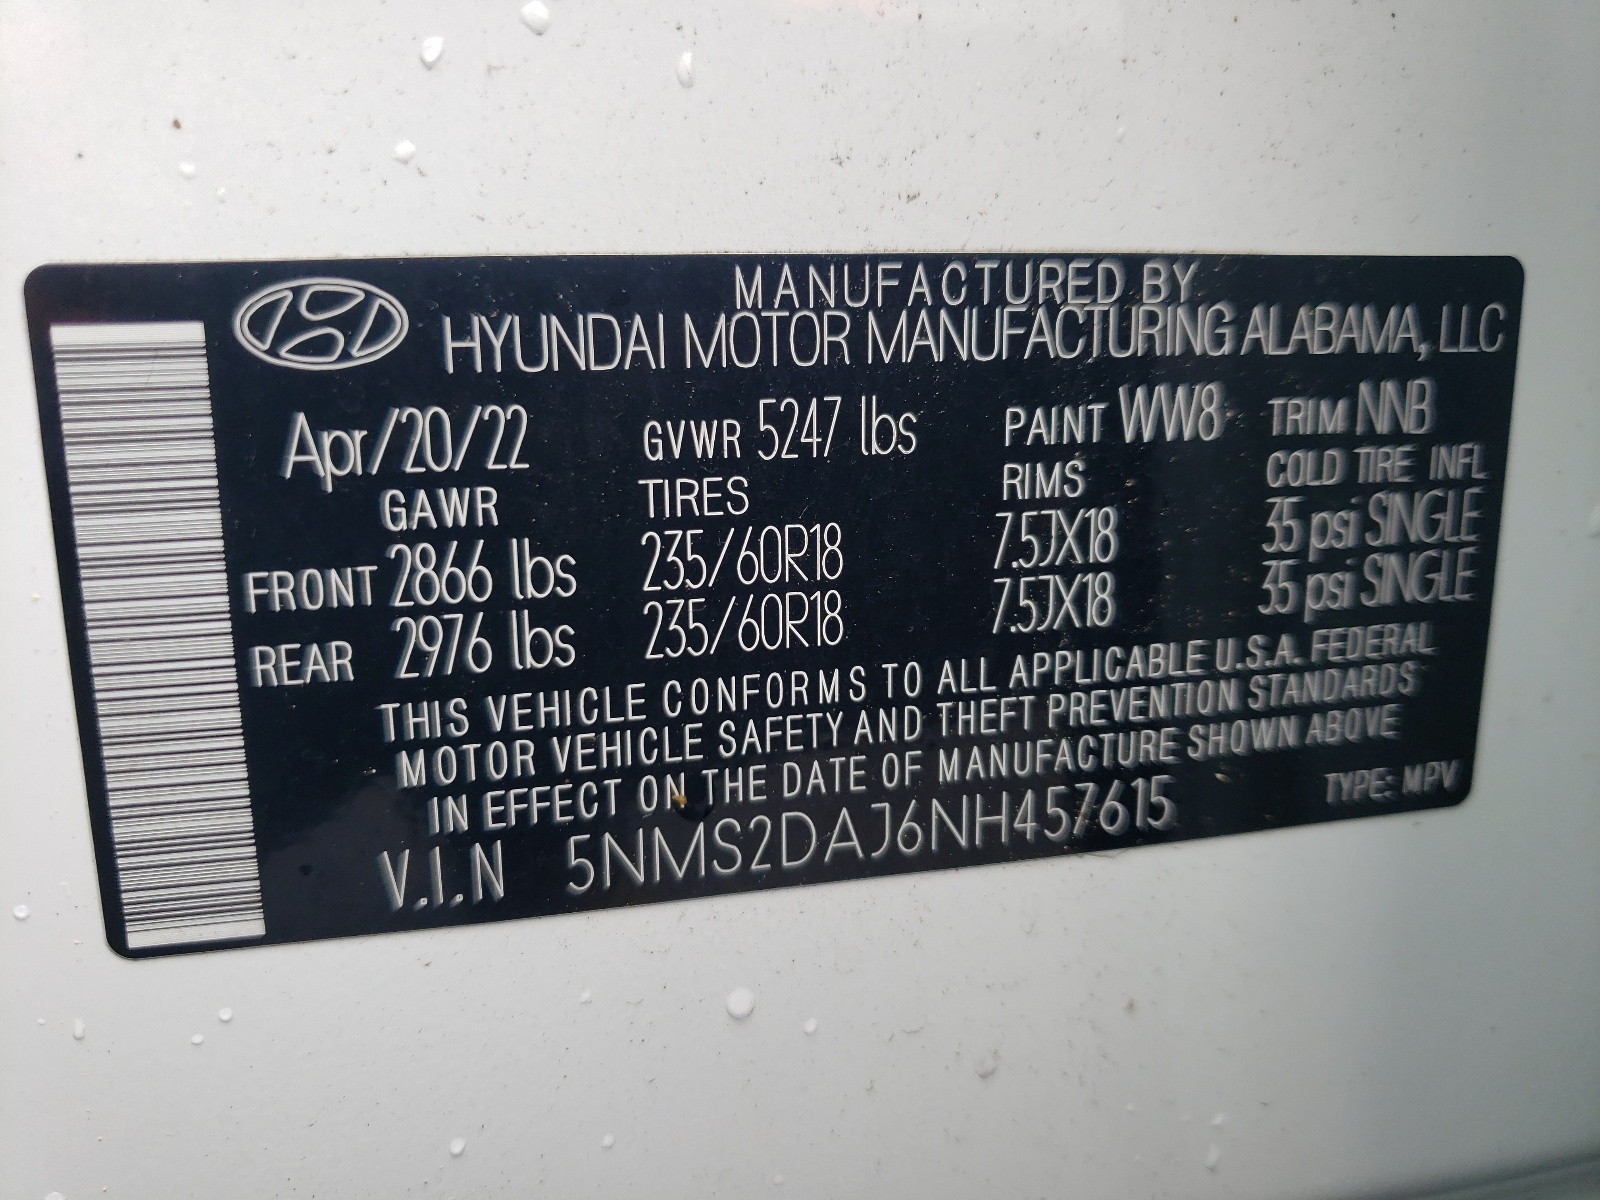 MANUFACTURED BY
HYUNDAI MOTOR MANUFACTURING ALABAMA, LLC
Apr/20/22 GVWR 5247 lbs PAINT WW8 TRIM NNB
GAWR TIRES RIMS COLD TIRE INFL
FRONT 2866 lbs 235/60R18 7.5JX18 35 psi SINGLE
REAR 2976 lbs 235/60R18 7.5JX18 35 psi SINGLE
THIS VEHICLE CONFORMS TO ALL APPLICABLE U.S.A. FEDERAL
MOTOR VEHICLE SAFETY AND THEFT PREVENTION STANDARDS
IN EFFECT ON THE DATE OF MANUFACTURE SHOWN ABOVE
V.I.N 5NMS2DAJ6NH457615 TYPE: MPV